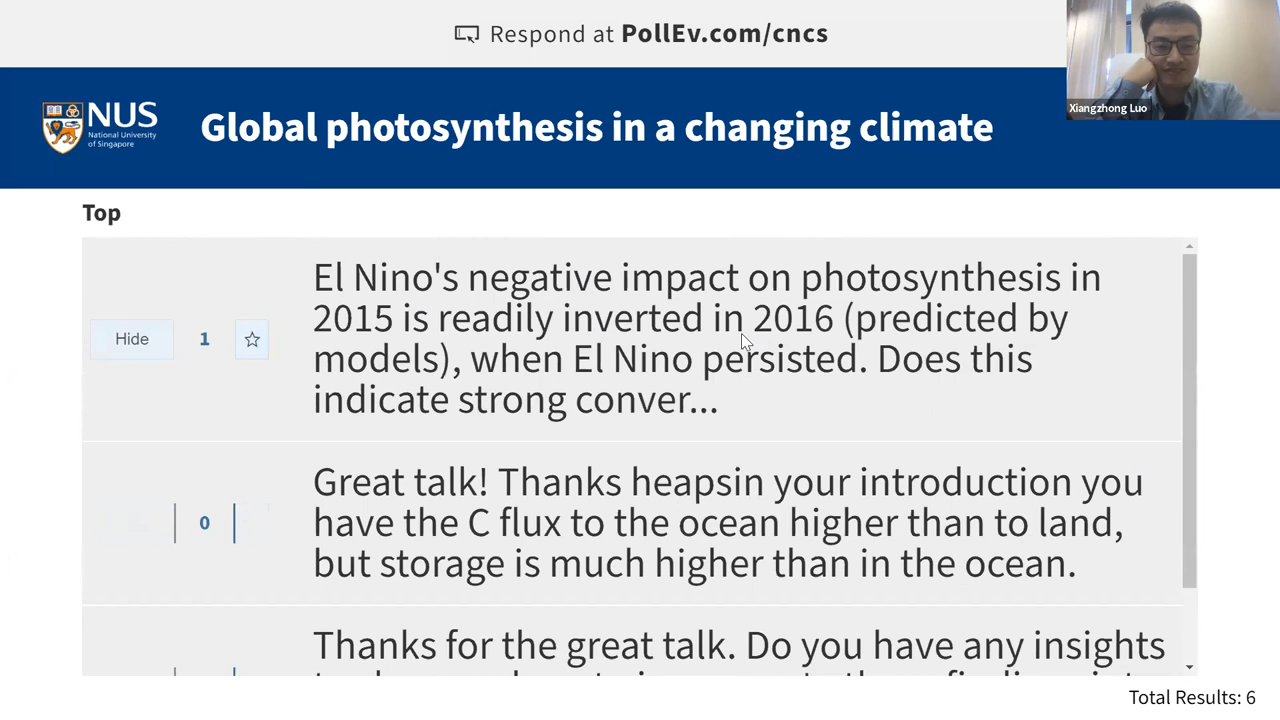 Respond at PollEv.com/cncs
Xiangzhong Luo
NUS
National University
of Singapore
Global photosynthesis in a changing climate
Top
El Nino's negative impact on photosynthesis in
2015 is readily inverted in 2016 (predicted by
models), when El Nino persisted. Does this
indicate strong conver...
Hide
1
Great talk! Thanks heapsin your introduction you
have the C flux to the ocean higher than to land,
but storage is much higher than in the ocean.
0
Thanks for the great talk. Do you have any insights
Total Results: 6